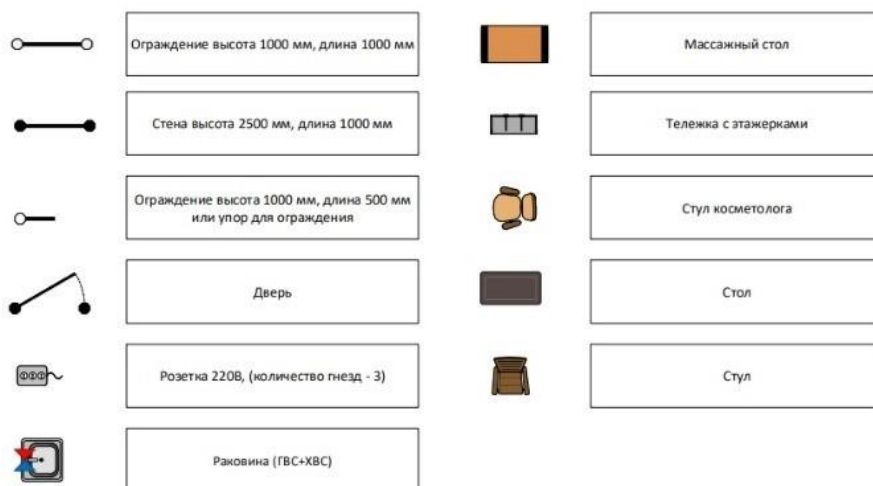 Ограждение высота 1000 мм, длина 1000 мм
Массажный стол
Стена высота 2500 мм, длина 1000 мм
Тележка с этажерками
Ограждение высота 1000 мм, длина 500 мм
или упор для ограждения
Стул косметолога
Дверь
Стол
Розетка 220В, (количество гнезд - 3)
Стул
Раковина (ГВС+ХВС)